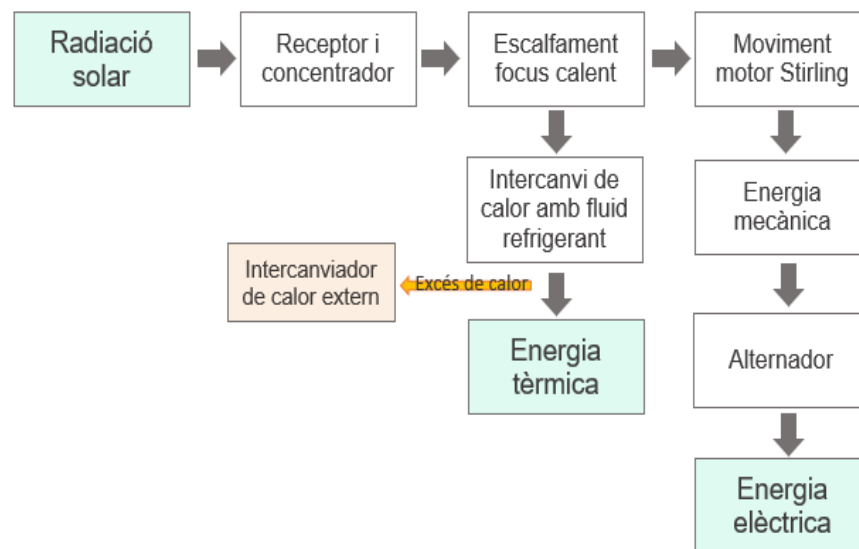 Radiació
solar
Receptor i
concentrador
Escalfament
focus calent
Moviment
motor Stirling
Intercanvi de
calor amb fluid
refrigerant
Energia
mecànica
Intercanviador
de calor extern
Excés de calor
Energia
tèrmica
Alternador
Energia
elèctrica